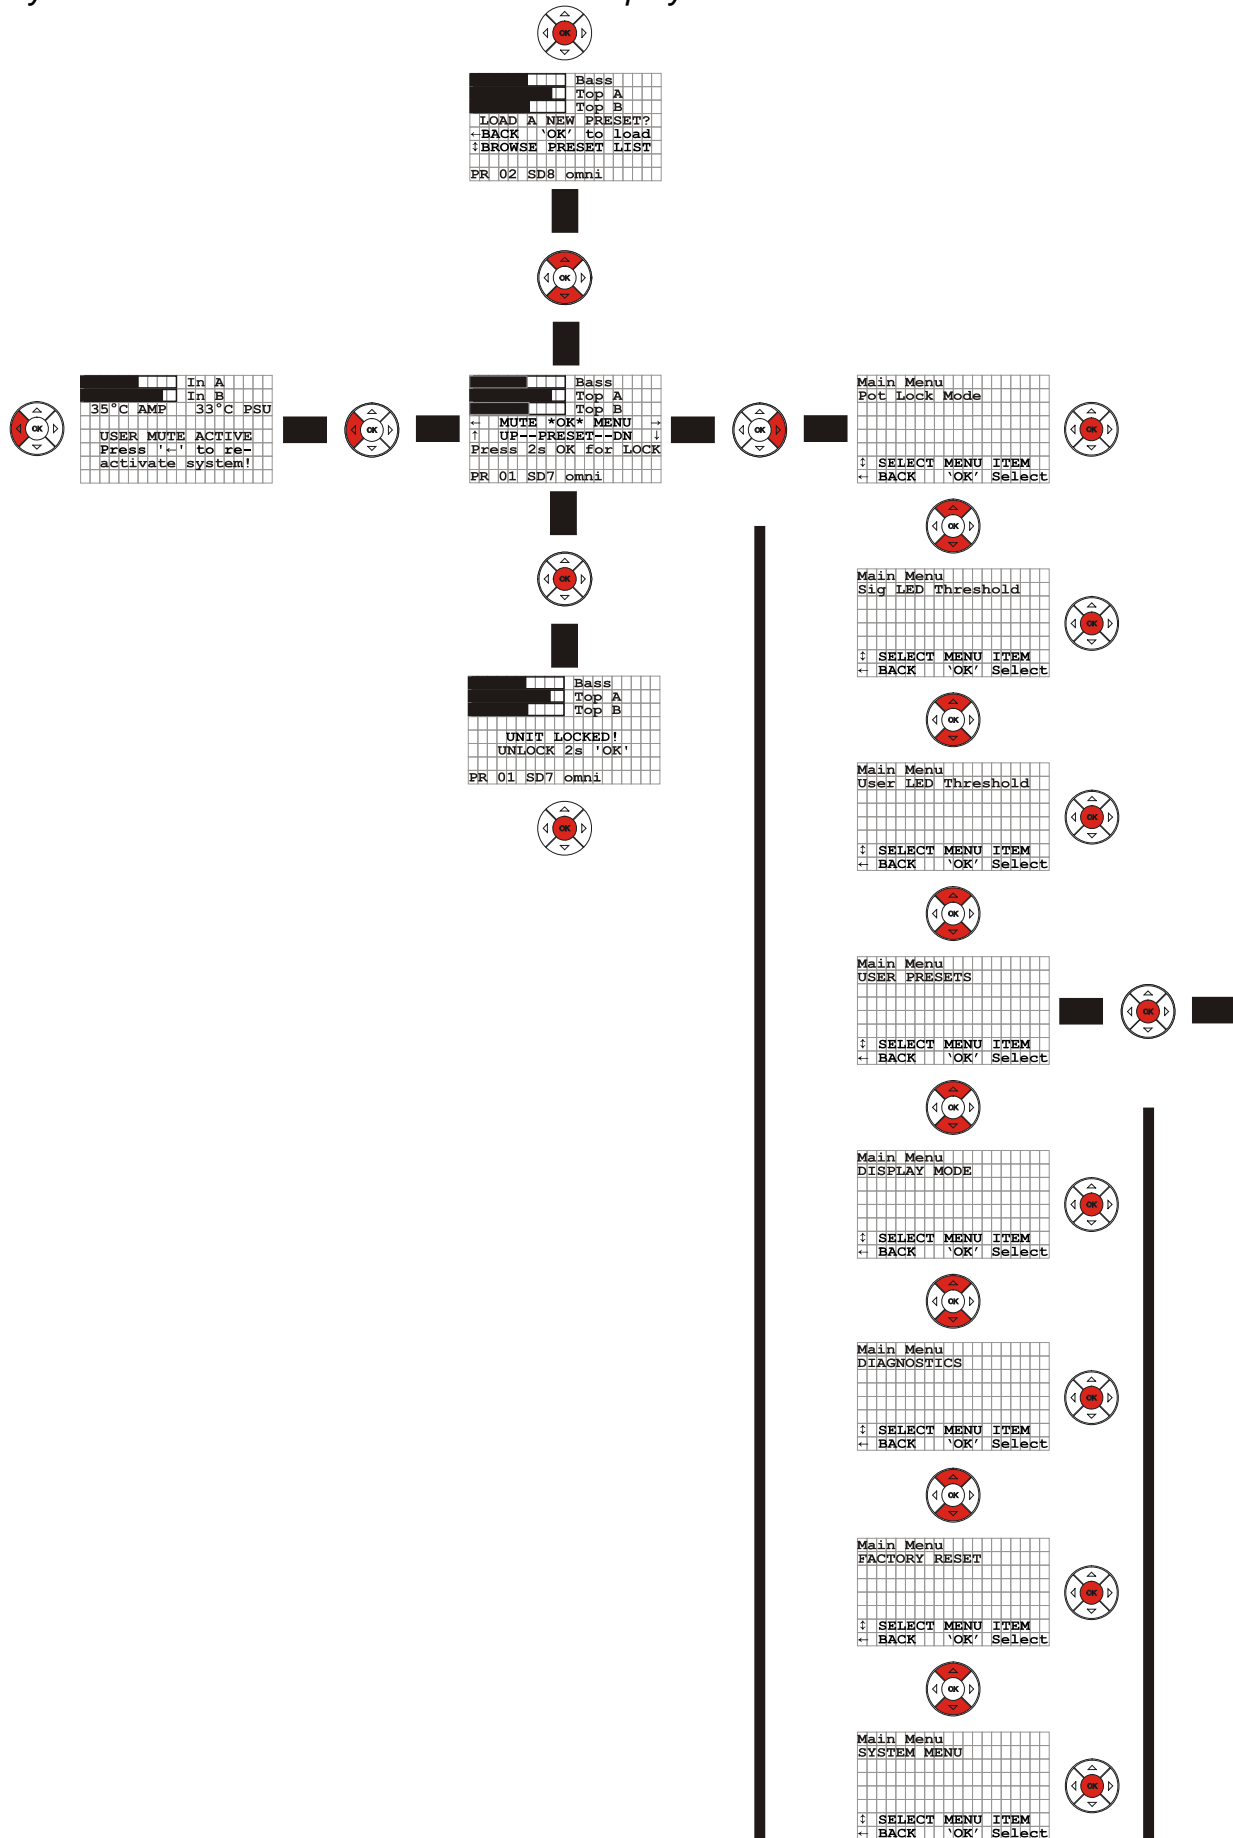 OK
Bass
Top A
Top B
LOAD A NEW PRESET?
←BACK 'OK' to load
↕BROWSE PRESET LIST
PR 02 SD8 omni
OK
OK
In A
In B
35°C AMP 33°C PSU
USER MUTE ACTIVE
Press '←' to re-
activate system!
OK
Bass
Top A
Top B
← MUTE *OK* MENU →
↑ UP--PRESET--DN ↓
Press 2s OK for LOCK
PR 01 SD7 omni
OK
Main Menu
Pot Lock Mode
↕ SELECT MENU ITEM
← BACK 'OK' Select
OK
OK
OK
Bass
Top A
Top B
UNIT LOCKED!
UNLOCK 2s 'OK'
PR 01 SD7 omni
OK
Main Menu
Sig LED Threshold
↕ SELECT MENU ITEM
← BACK 'OK' Select
OK
OK
Main Menu
User LED Threshold
↕ SELECT MENU ITEM
← BACK 'OK' Select
OK
OK
Main Menu
USER PRESETS
↕ SELECT MENU ITEM
← BACK 'OK' Select
OK
OK
Main Menu
DISPLAY MODE
↕ SELECT MENU ITEM
← BACK 'OK' Select
OK
OK
Main Menu
DIAGNOSTICS
↕ SELECT MENU ITEM
← BACK 'OK' Select
OK
OK
Main Menu
FACTORY RESET
↕ SELECT MENU ITEM
← BACK 'OK' Select
OK
OK
Main Menu
SYSTEM MENU
↕ SELECT MENU ITEM
← BACK 'OK' Select
OK